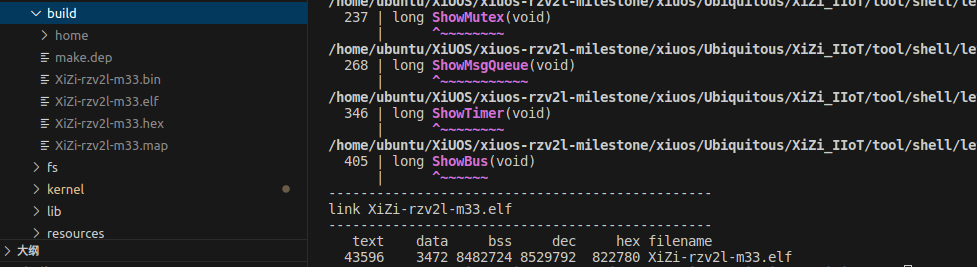 build
home
make.dep
XiZi-rzv2l-m33.bin
XiZi-rzv2l-m33.elf
XiZi-rzv2l-m33.hex
XiZi-rzv2l-m33.map
fs
kernel
lib
resources
大纲
/home/ubuntu/XiUOS/xiuos-rzv2l-milestone/xiuos/Ubiquitous/XiZi_IIoT/tool/shell/le
237 | long ShowMutex(void)
| ^~~~~~~~~
/home/ubuntu/XiUOS/xiuos-rzv2l-milestone/xiuos/Ubiquitous/XiZi_IIoT/tool/shell/le
268 | long ShowMsgQueue(void)
| ^~~~~~~~~~~~
/home/ubuntu/XiUOS/xiuos-rzv2l-milestone/xiuos/Ubiquitous/XiZi_IIoT/tool/shell/le
346 | long ShowTimer(void)
| ^~~~~~~~~
/home/ubuntu/XiUOS/xiuos-rzv2l-milestone/xiuos/Ubiquitous/XiZi_IIoT/tool/shell/le
405 | long ShowBus(void)
| ^~~~~~~
------------------------------------------------
link XiZi-rzv2l-m33.elf
------------------------------------------------
text data bss dec hex filename
43596 3472 8482724 8529792 822780 XiZi-rzv2l-m33.elf